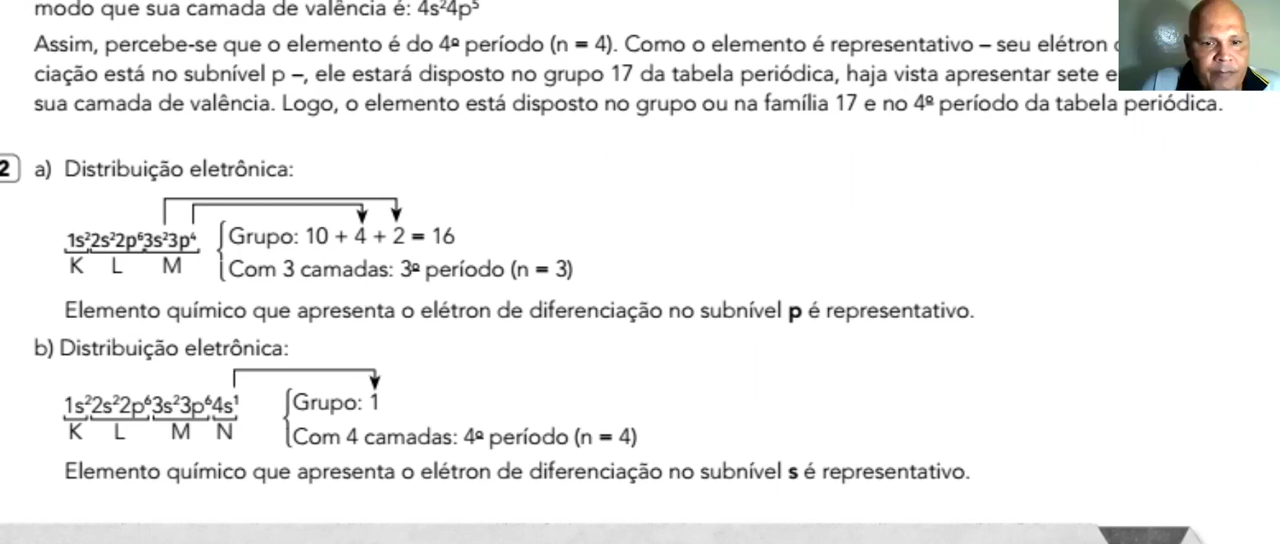 modo que sua camada de valência é: 4s²4p⁵
Assim, percebe-se que o elemento é do 4º período (n = 4). Como o elemento é representativo – seu elétron
ciação está no subnível p –, ele estará disposto no grupo 17 da tabela periódica, haja vista apresentar sete e
sua camada de valência. Logo, o elemento está disposto no grupo ou na família 17 e no 4º período da tabela periódica.
2 a) Distribuição eletrônica:
1s²2s²2p⁶3s²3p⁴ Grupo: 10 + 4 + 2 = 16
K L M Com 3 camadas: 3º período (n = 3)
Elemento químico que apresenta o elétron de diferenciação no subnível p é representativo.
b) Distribuição eletrônica:
1s²2s²2p⁶3s²3p⁶4s¹ Grupo: 1
K L M N Com 4 camadas: 4º período (n = 4)
Elemento químico que apresenta o elétron de diferenciação no subnível s é representativo.